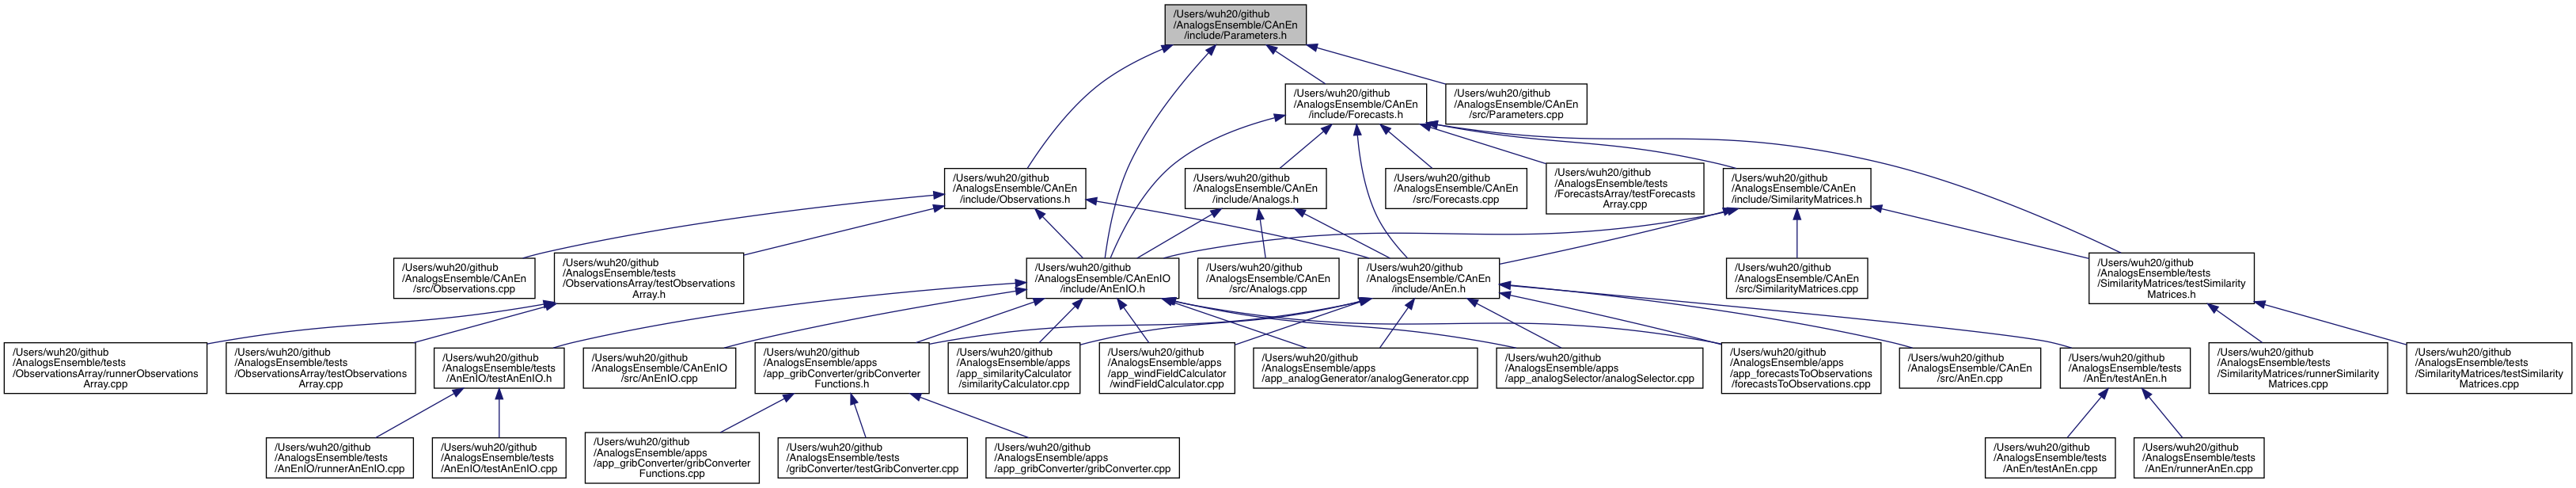 /Users/wuh20/github
/AnalogsEnsemble/CAnEn
/include/Parameters.h
/Users/wuh20/github
/AnalogsEnsemble/CAnEn
/include/Forecasts.h
/Users/wuh20/github
/AnalogsEnsemble/CAnEn
/src/Parameters.cpp
/Users/wuh20/github
/AnalogsEnsemble/CAnEn
/include/Observations.h
/Users/wuh20/github
/AnalogsEnsemble/CAnEn
/include/Analogs.h
/Users/wuh20/github
/AnalogsEnsemble/CAnEn
/src/Forecasts.cpp
/Users/wuh20/github
/AnalogsEnsemble/tests
/ForecastsArray/testForecasts
Array.cpp
/Users/wuh20/github
/AnalogsEnsemble/CAnEn
/include/SimilarityMatrices.h
/Users/wuh20/github
/AnalogsEnsemble/CAnEn
/src/Observations.cpp
/Users/wuh20/github
/AnalogsEnsemble/tests
/ObservationsArray/testObservations
Array.h
/Users/wuh20/github
/AnalogsEnsemble/CAnEnIO
/include/AnEnIO.h
/Users/wuh20/github
/AnalogsEnsemble/CAnEn
/src/Analogs.cpp
/Users/wuh20/github
/AnalogsEnsemble/CAnEn
/include/AnEn.h
/Users/wuh20/github
/AnalogsEnsemble/CAnEn
/src/SimilarityMatrices.cpp
/Users/wuh20/github
/AnalogsEnsemble/tests
/SimilarityMatrices/testSimilarity
Matrices.h
/Users/wuh20/github
/AnalogsEnsemble/tests
/ObservationsArray/runnerObservations
Array.cpp
/Users/wuh20/github
/AnalogsEnsemble/tests
/ObservationsArray/testObservations
Array.cpp
/Users/wuh20/github
/AnalogsEnsemble/tests
/AnEnIO/testAnEnIO.h
/Users/wuh20/github
/AnalogsEnsemble/CAnEnIO
/src/AnEnIO.cpp
/Users/wuh20/github
/AnalogsEnsemble/apps
/app_gribConverter/gribConverter
Functions.h
/Users/wuh20/github
/AnalogsEnsemble/apps
/app_similarityCalculator
/similarityCalculator.cpp
/Users/wuh20/github
/AnalogsEnsemble/apps
/app_windFieldCalculator
/windFieldCalculator.cpp
/Users/wuh20/github
/AnalogsEnsemble/apps
/app_analogGenerator/analogGenerator.cpp
/Users/wuh20/github
/AnalogsEnsemble/apps
/app_analogSelector/analogSelector.cpp
/Users/wuh20/github
/AnalogsEnsemble/apps
/app_forecastsToObservations
/forecastsToObservations.cpp
/Users/wuh20/github
/AnalogsEnsemble/CAnEn
/src/AnEn.cpp
/Users/wuh20/github
/AnalogsEnsemble/tests
/AnEn/testAnEn.h
/Users/wuh20/github
/AnalogsEnsemble/tests
/SimilarityMatrices/runnerSimilarity
Matrices.cpp
/Users/wuh20/github
/AnalogsEnsemble/tests
/SimilarityMatrices/testSimilarity
Matrices.cpp
/Users/wuh20/github
/AnalogsEnsemble/tests
/AnEnIO/runnerAnEnIO.cpp
/Users/wuh20/github
/AnalogsEnsemble/tests
/AnEnIO/testAnEnIO.cpp
/Users/wuh20/github
/AnalogsEnsemble/apps
/app_gribConverter/gribConverter
Functions.cpp
/Users/wuh20/github
/AnalogsEnsemble/tests
/gribConverter/testGribConverter.cpp
/Users/wuh20/github
/AnalogsEnsemble/apps
/app_gribConverter/gribConverter.cpp
/Users/wuh20/github
/AnalogsEnsemble/tests
/AnEn/testAnEn.cpp
/Users/wuh20/github
/AnalogsEnsemble/tests
/AnEn/runnerAnEn.cpp